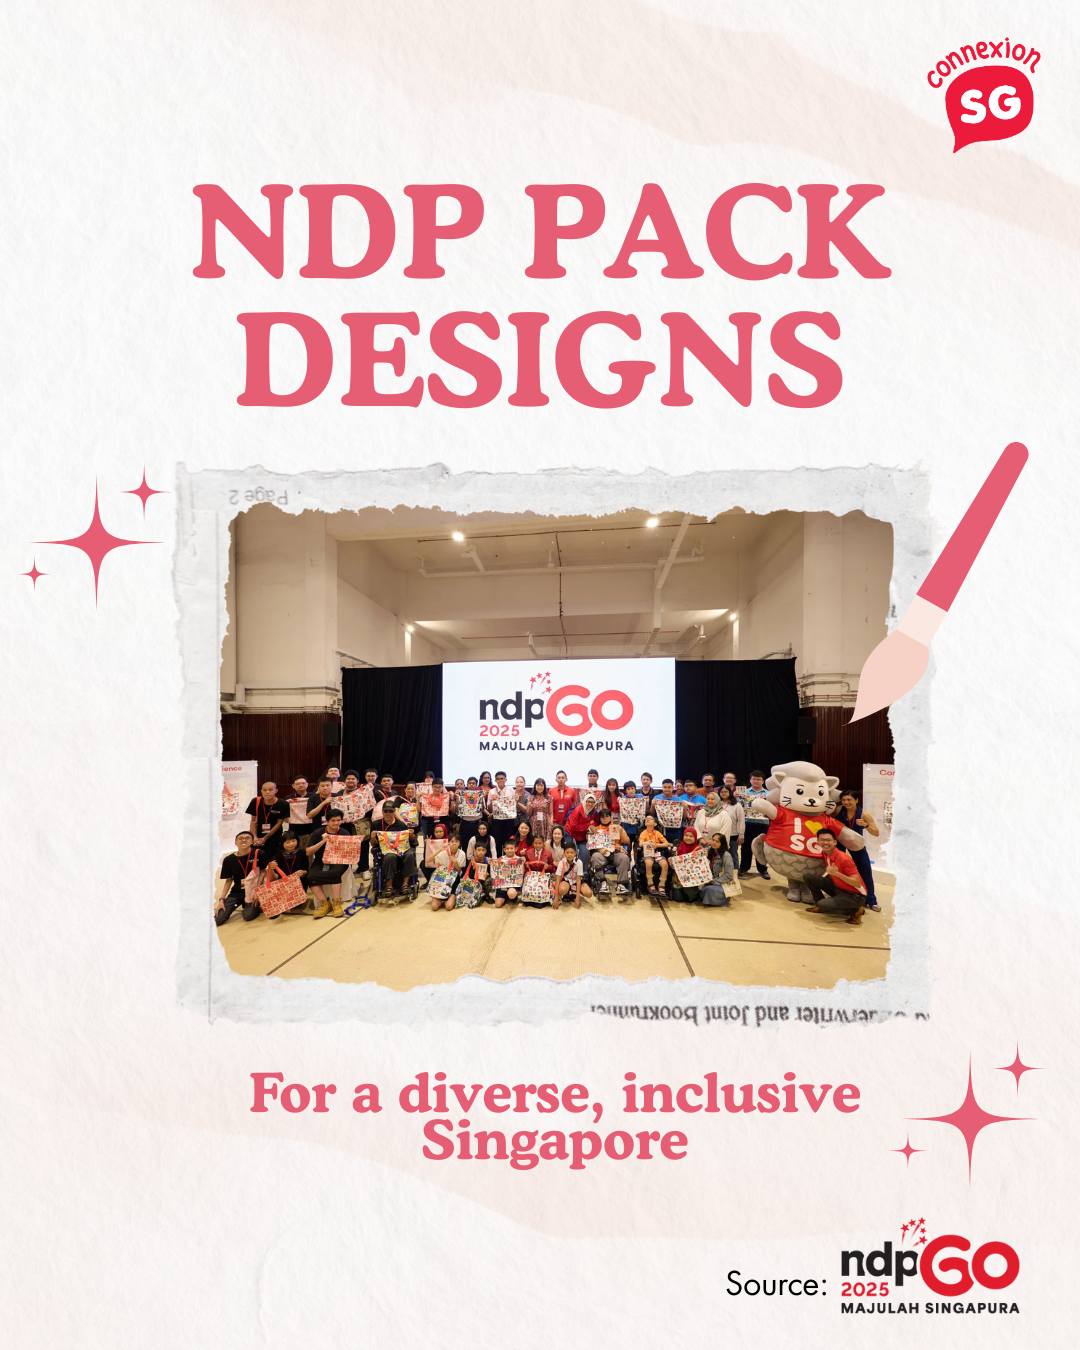 connexion
SG
NDP PACK
DESIGNS
Page 2
ndpGO
2025
MAJULAH SINGAPURA
I
SG
For a diverse, inclusive
Singapore
Source:
ndpGO
2025
MAJULAH SINGAPURA